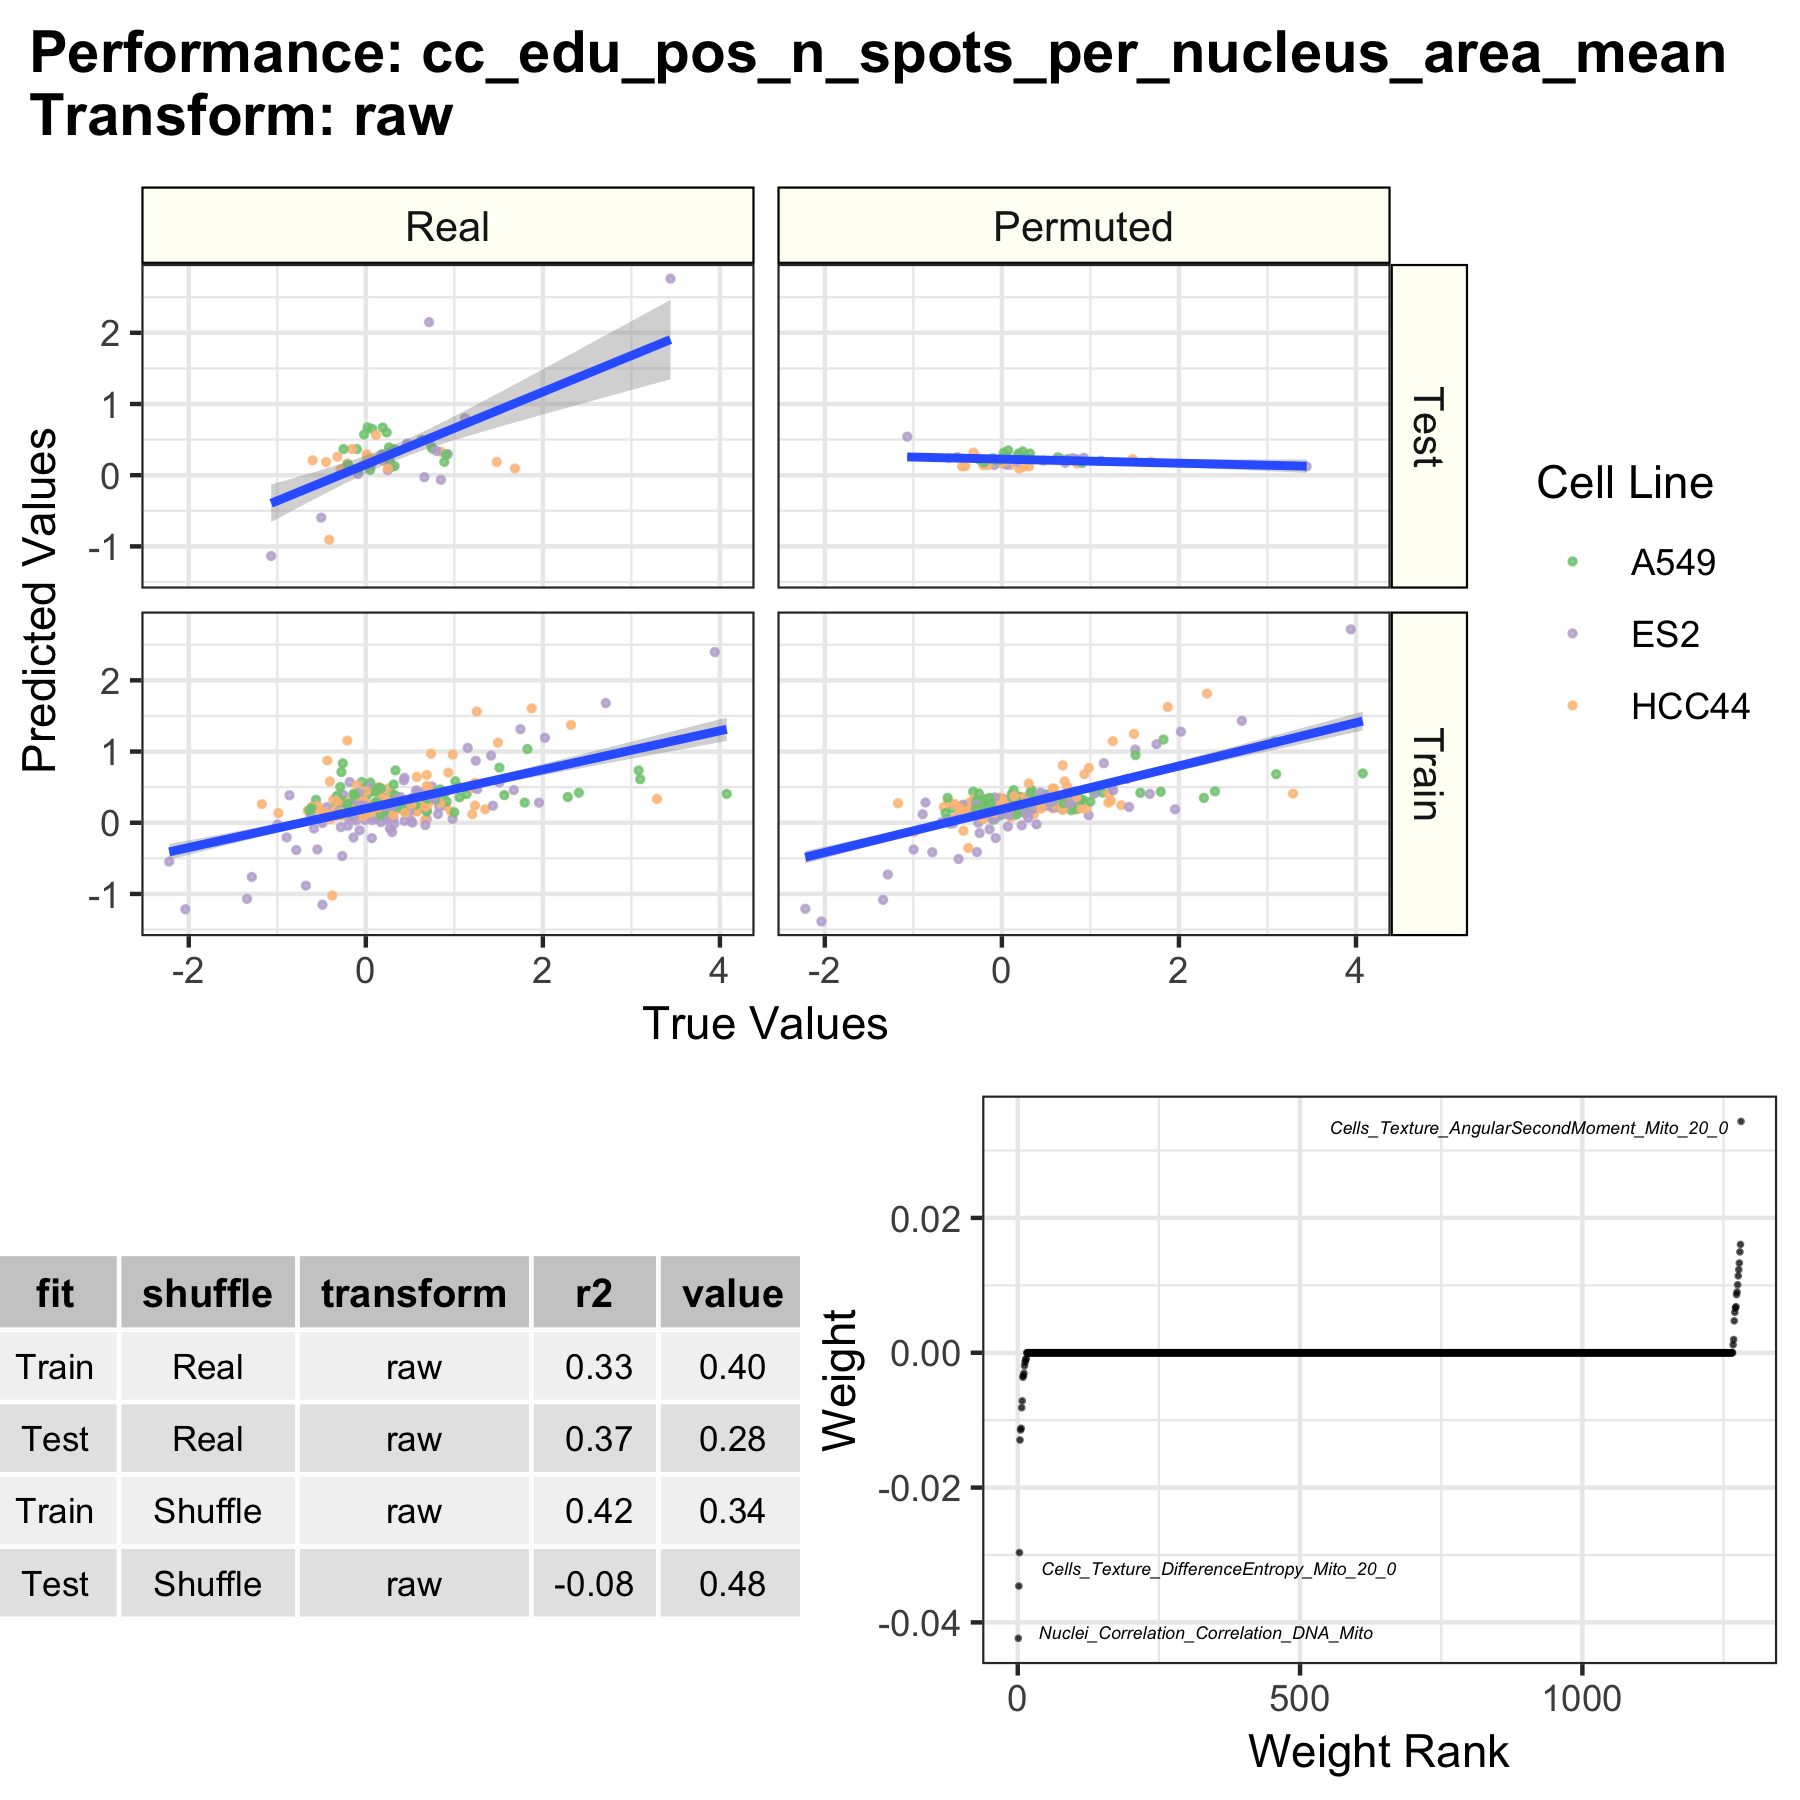 Performance: cc_edu_pos_n_spots_per_nucleus_area_mean
Transform: raw
Real
Permuted
2
1
0
-1
Test
2
1
0
-1
Train
Predicted Values
-2
0
2
4
-2
0
2
4
True Values
Cell Line
A549
ES2
HCC44
fit shuffle transform r2 value
Train Real raw 0.33 0.40
Test Real raw 0.37 0.28
Train Shuffle raw 0.42 0.34
Test Shuffle raw -0.08 0.48
Weight
0.02
0.00
-0.02
-0.04
Cells_Texture_AngularSecondMoment_Mito_20_0
Cells_Texture_DifferenceEntropy_Mito_20_0
Nuclei_Correlation_Correlation_DNA_Mito
0
500
1000
Weight Rank